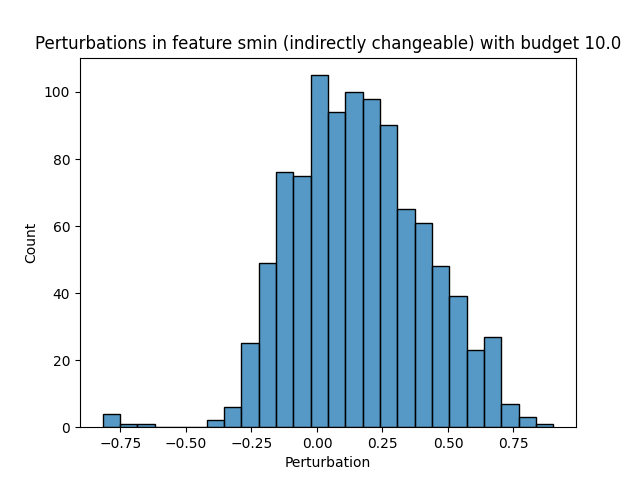 Perturbations in feature smin (indirectly changeable) with budget 10.0
100
80
60
40
20
0
Count
−0.75 −0.50 −0.25 0.00 0.25 0.50 0.75
Perturbation